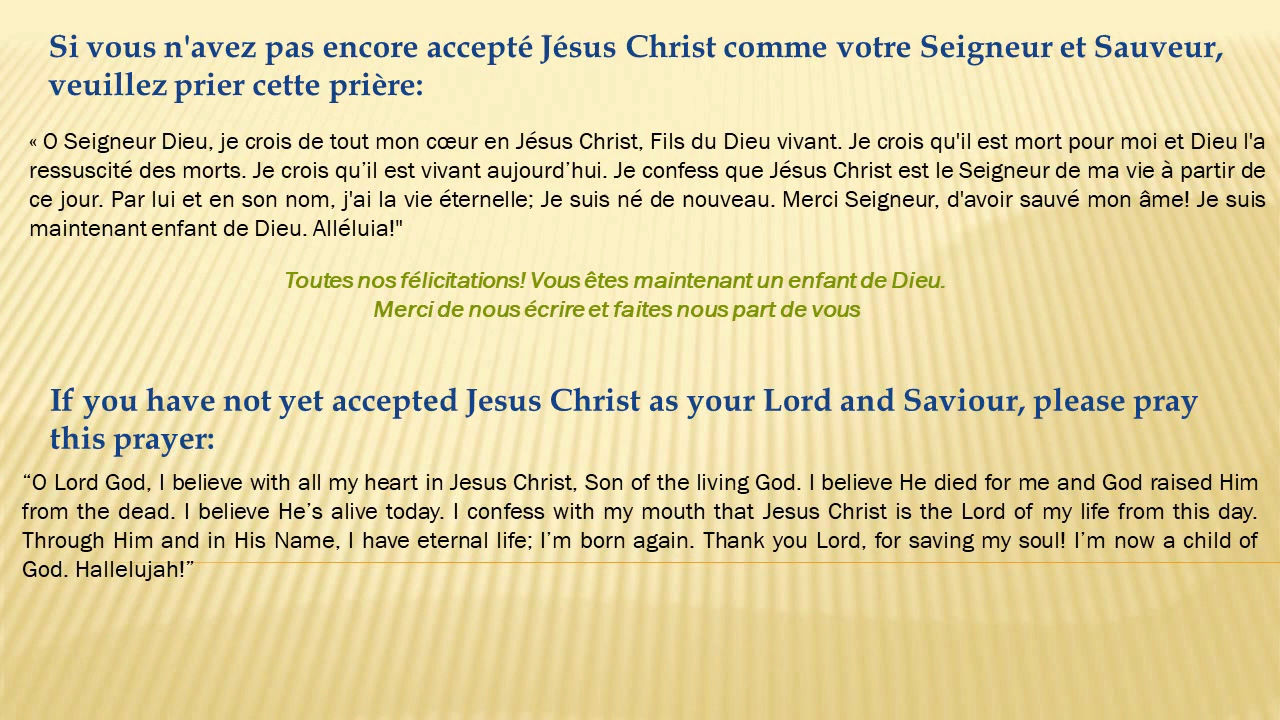 Si vous n'avez pas encore accepté Jésus Christ comme votre Seigneur et Sauveur,
veuillez prier cette prière:
« O Seigneur Dieu, je crois de tout mon cœur en Jésus Christ, Fils du Dieu vivant. Je crois qu'il est mort pour moi et Dieu l'a
ressuscité des morts. Je crois qu’il est vivant aujourd’hui. Je confess que Jésus Christ est le Seigneur de ma vie à partir de
ce jour. Par lui et en son nom, j'ai la vie éternelle; Je suis né de nouveau. Merci Seigneur, d'avoir sauvé mon âme! Je suis
maintenant enfant de Dieu. Alléluia!"
Toutes nos félicitations! Vous êtes maintenant un enfant de Dieu.
Merci de nous écrire et faites nous part de vous
If you have not yet accepted Jesus Christ as your Lord and Saviour, please pray
this prayer:
“O Lord God, I believe with all my heart in Jesus Christ, Son of the living God. I believe He died for me and God raised Him
from the dead. I believe He’s alive today. I confess with my mouth that Jesus Christ is the Lord of my life from this day.
Through Him and in His Name, I have eternal life; I’m born again. Thank you Lord, for saving my soul! I’m now a child of
God. Hallelujah!”